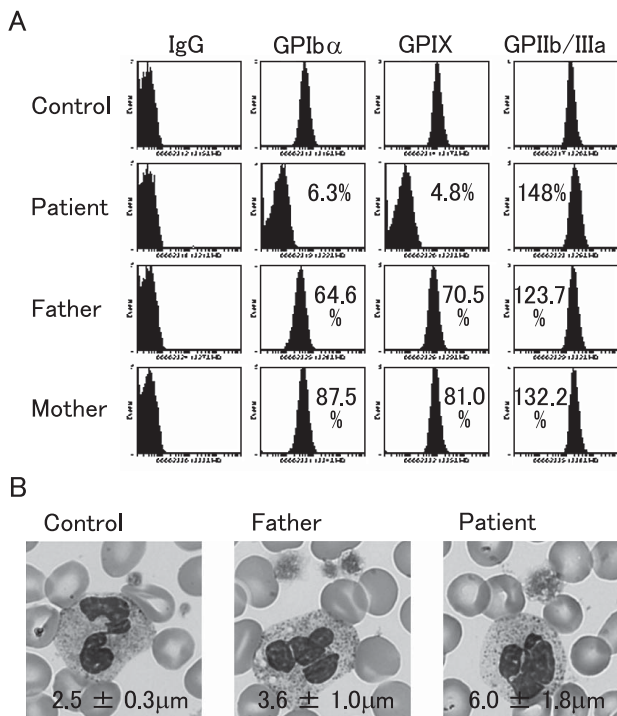 A
IgG GPIbα GPIX GPIIb/IIIa
Control
Patient 6.3% 4.8% 148%
Father 64.6 % 70.5 % 123.7 %
Mother 87.5 % 81.0 % 132.2 %
B
Control Father Patient
2.5 ± 0.3μm 3.6 ± 1.0μm 6.0 ± 1.8μm